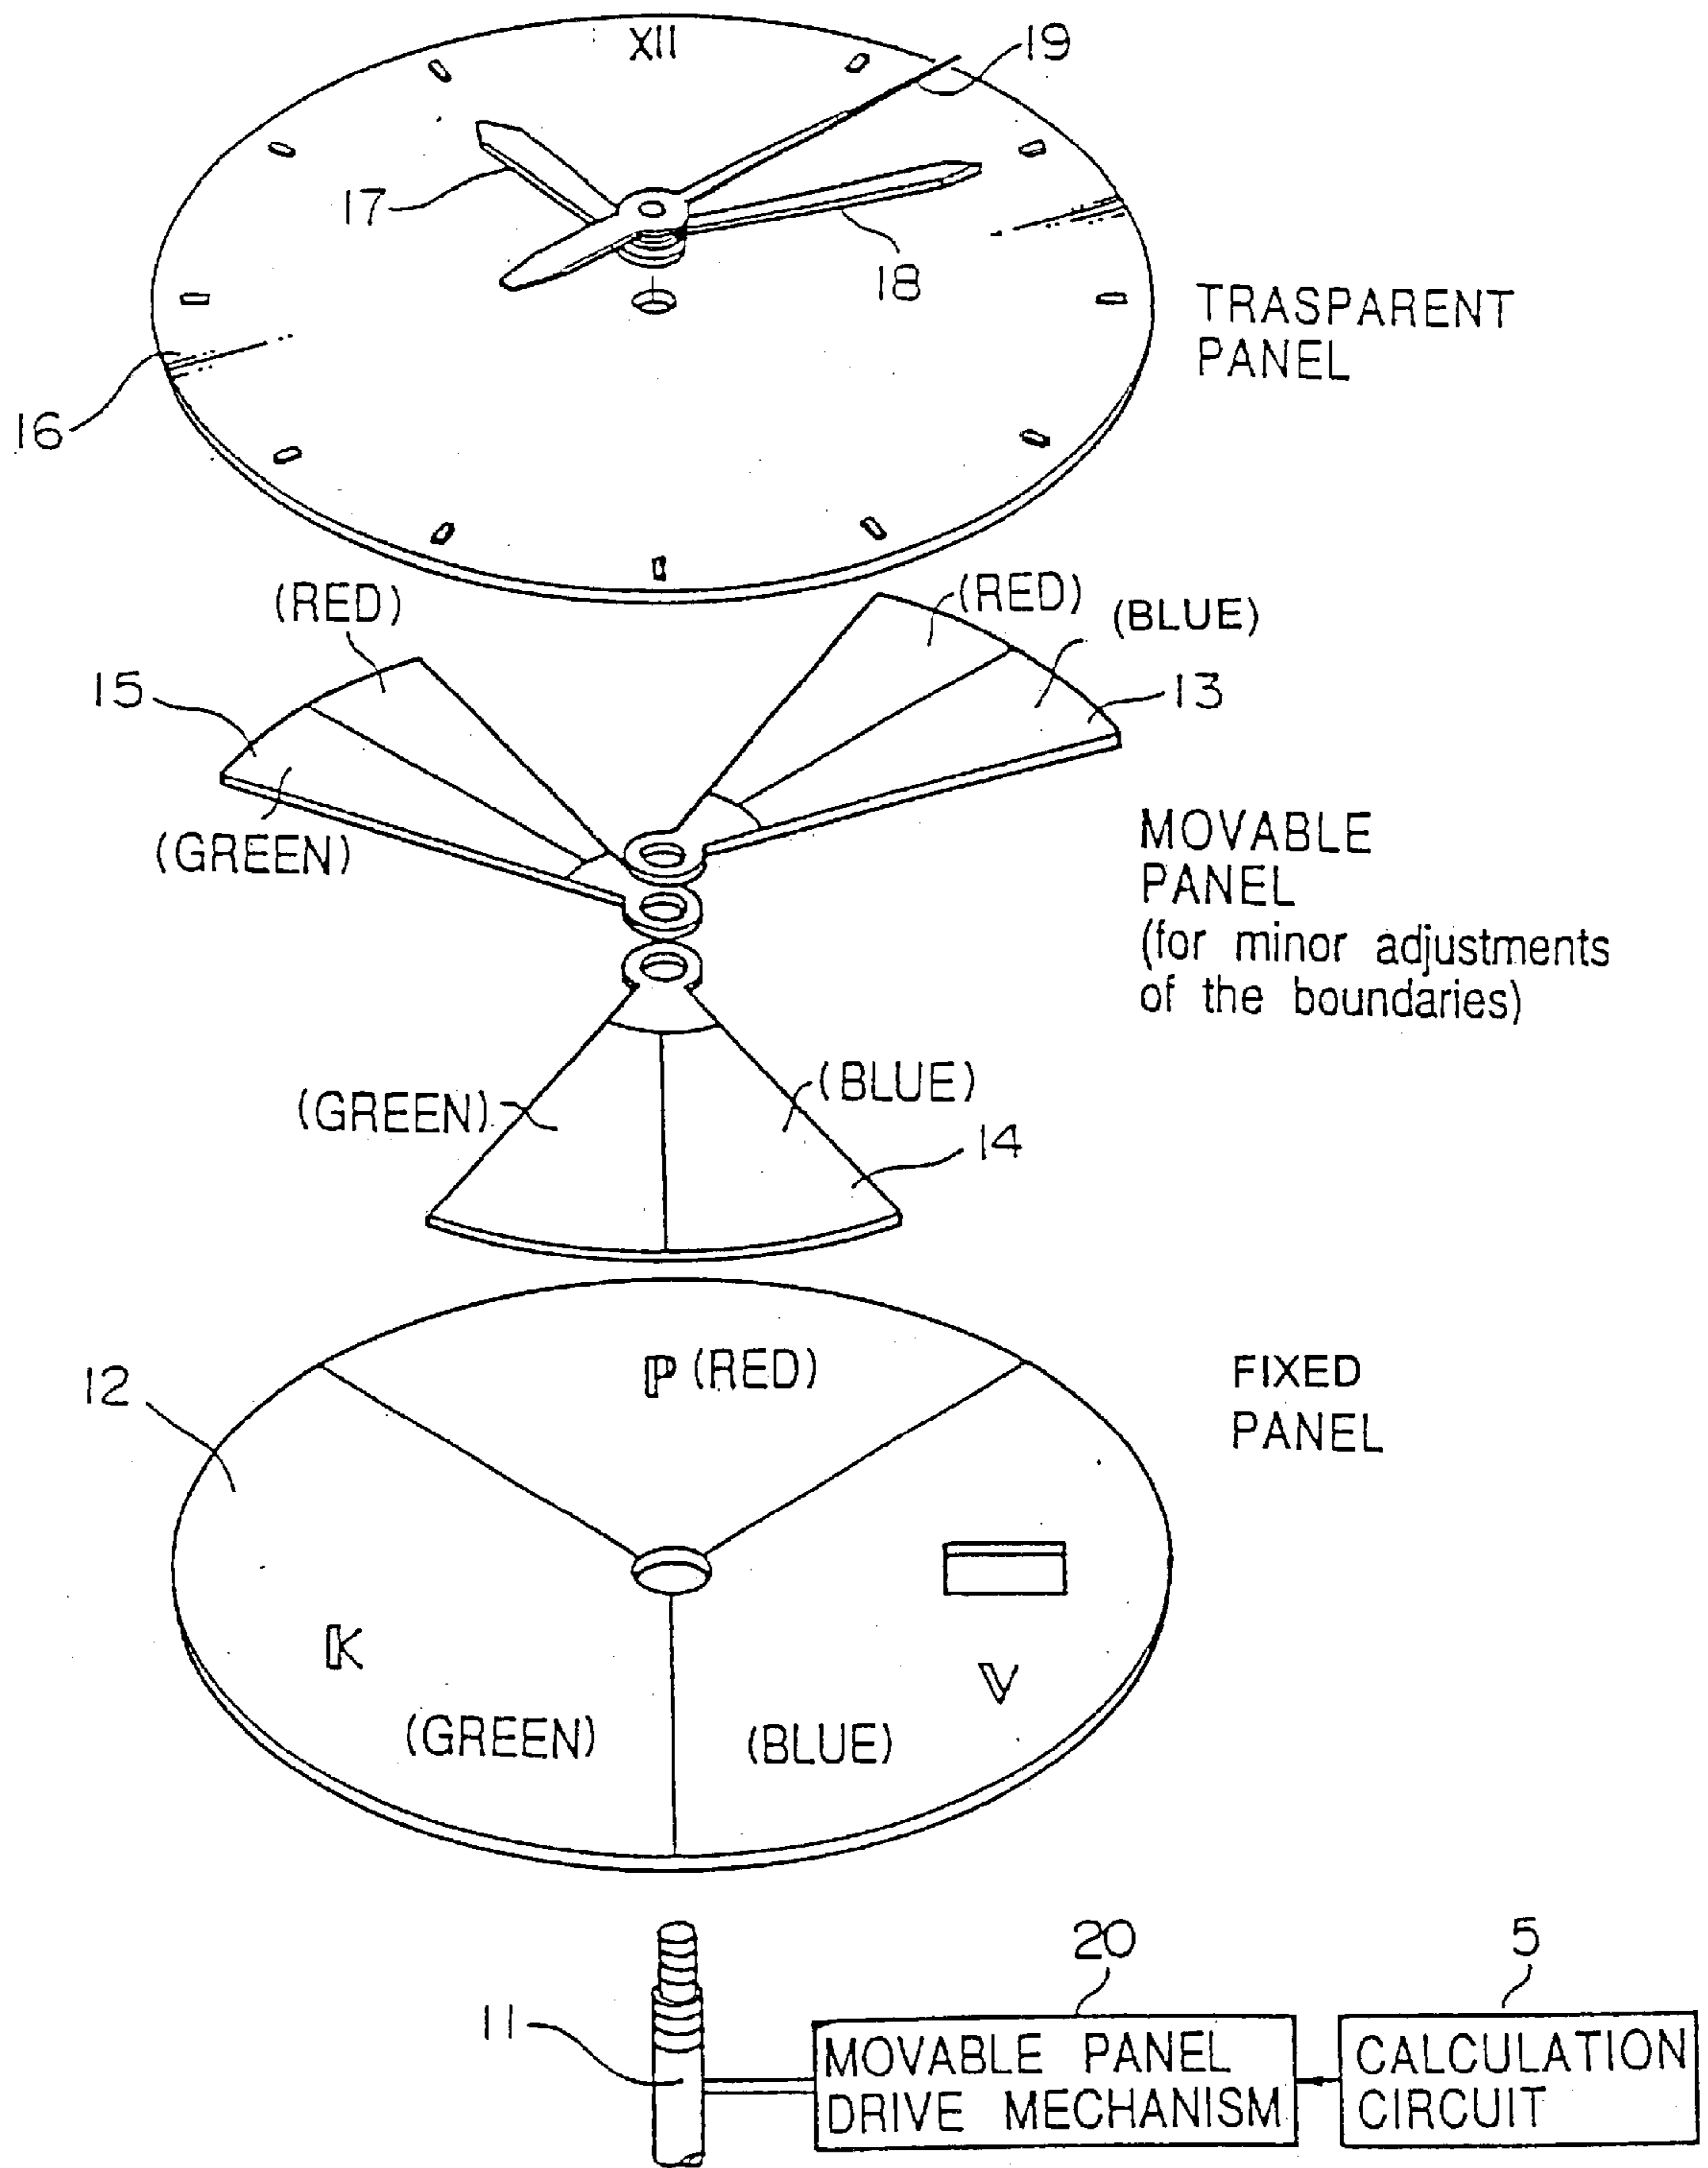 XII
19
17
18
TRASPARENT
PANEL
16
(RED)
(RED)
(BLUE)
15
13
(GREEN)
MOVABLE
PANEL
(for minor adjustments
of the boundaries)
(GREEN)
(BLUE)
14
12
P (RED)
FIXED
PANEL
K
V
(GREEN)
(BLUE)
20
5
11
MOVABLE PANEL
DRIVE MECHANISM
CALCULATION
CIRCUIT